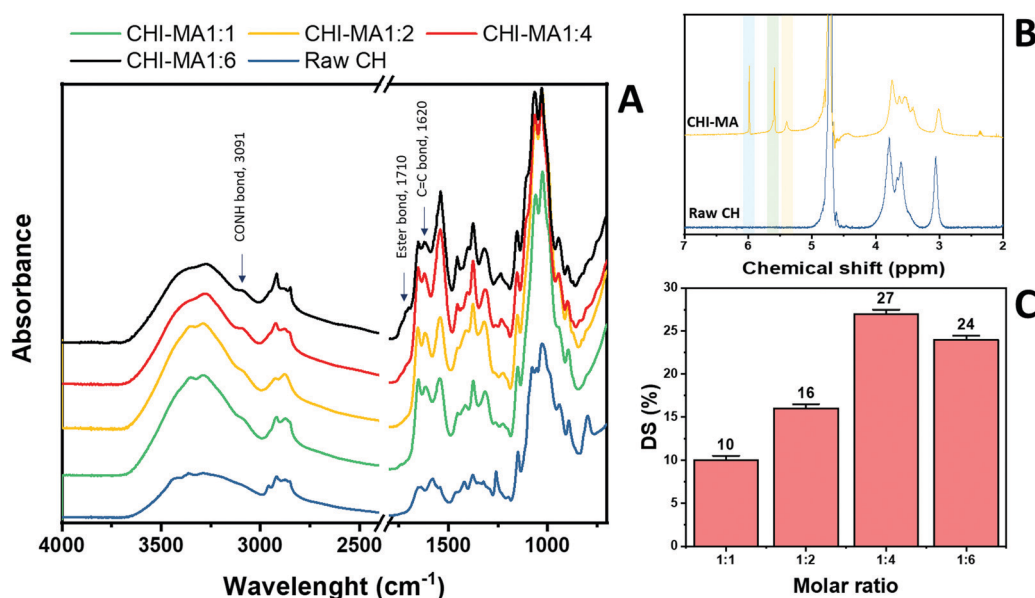 CHI-MA1:1 CHI-MA1:2 CHI-MA1:4
CHI-MA1:6 Raw CH
A
Absorbance
CONH bond, 3091
Ester bond, 1710
C=C bond, 1620
4000 3500 3000 2500 1500 1000
Wavelenght (cm-1)
B
CHI-MA
Raw CH
7 6 5 4 3 2
Chemical shift (ppm)
C
DS (%)
30
25
20
15
10
5
0
10
16
27
24
1:1 1:2 1:4 1:6
Molar ratio